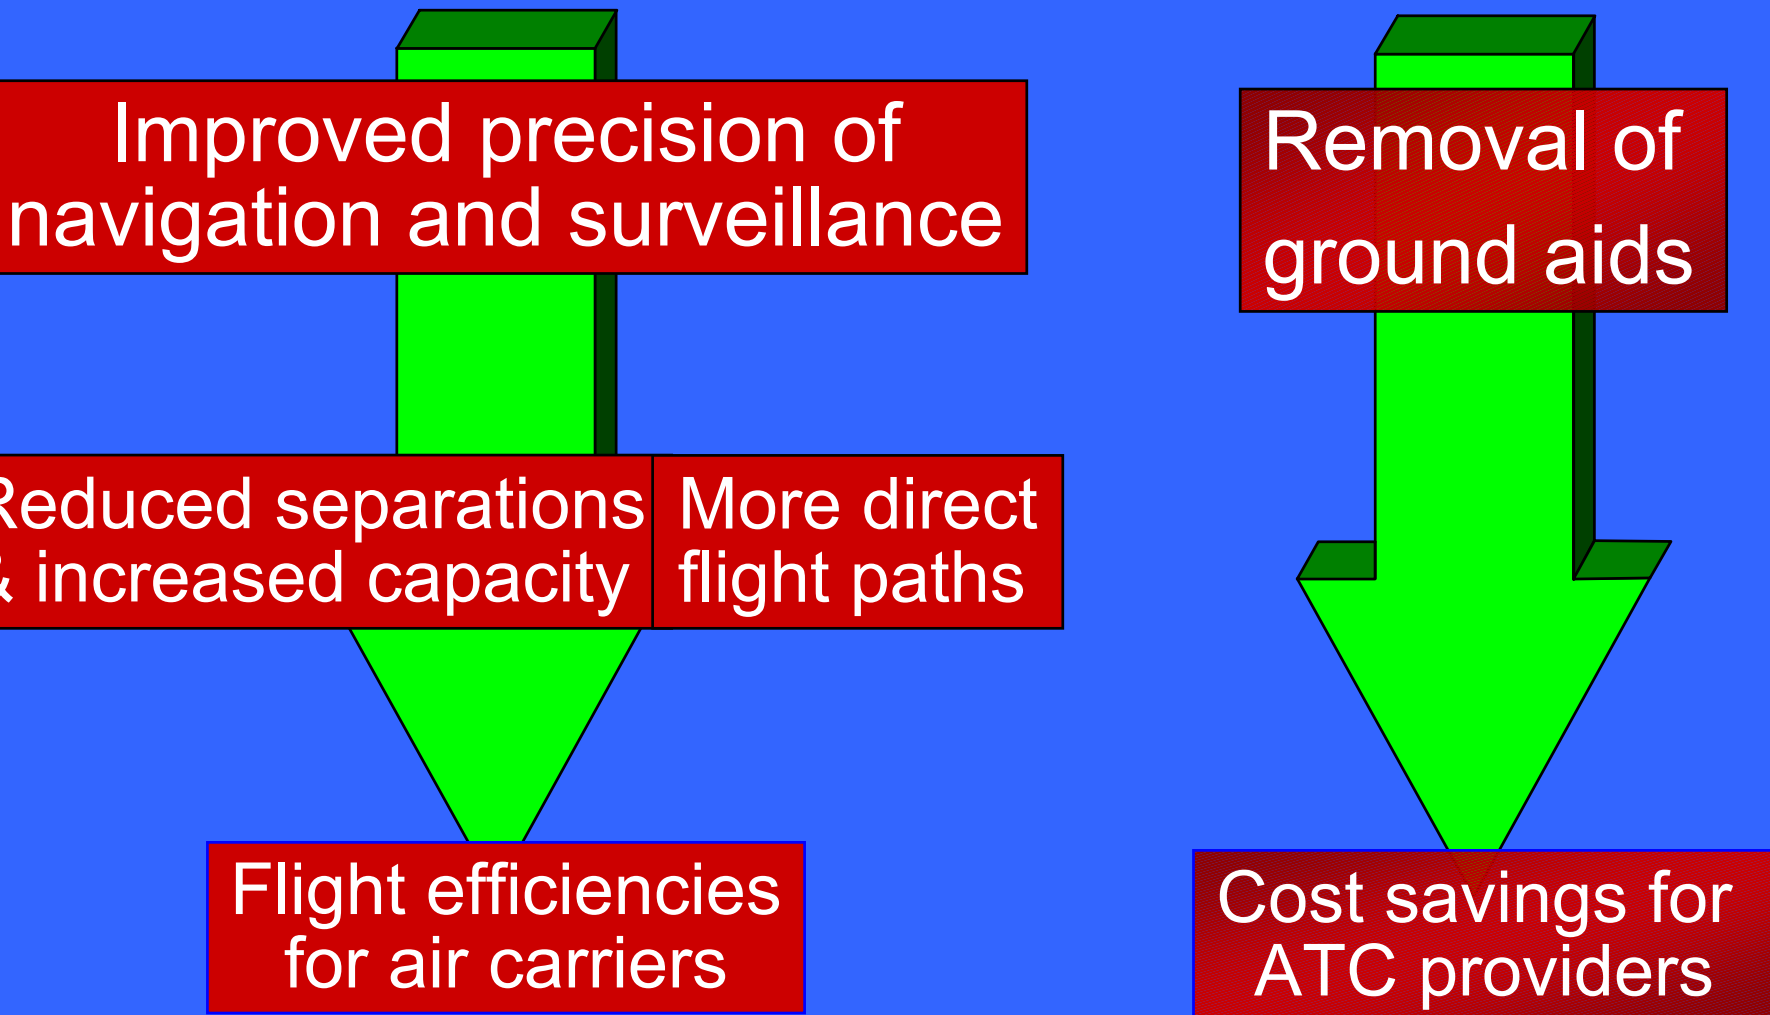 Improved precision of
navigation and surveillance
Removal of
ground aids
Reduced separations
& increased capacity
More direct
flight paths
Flight efficiencies
for air carriers
Cost savings for
ATC providers